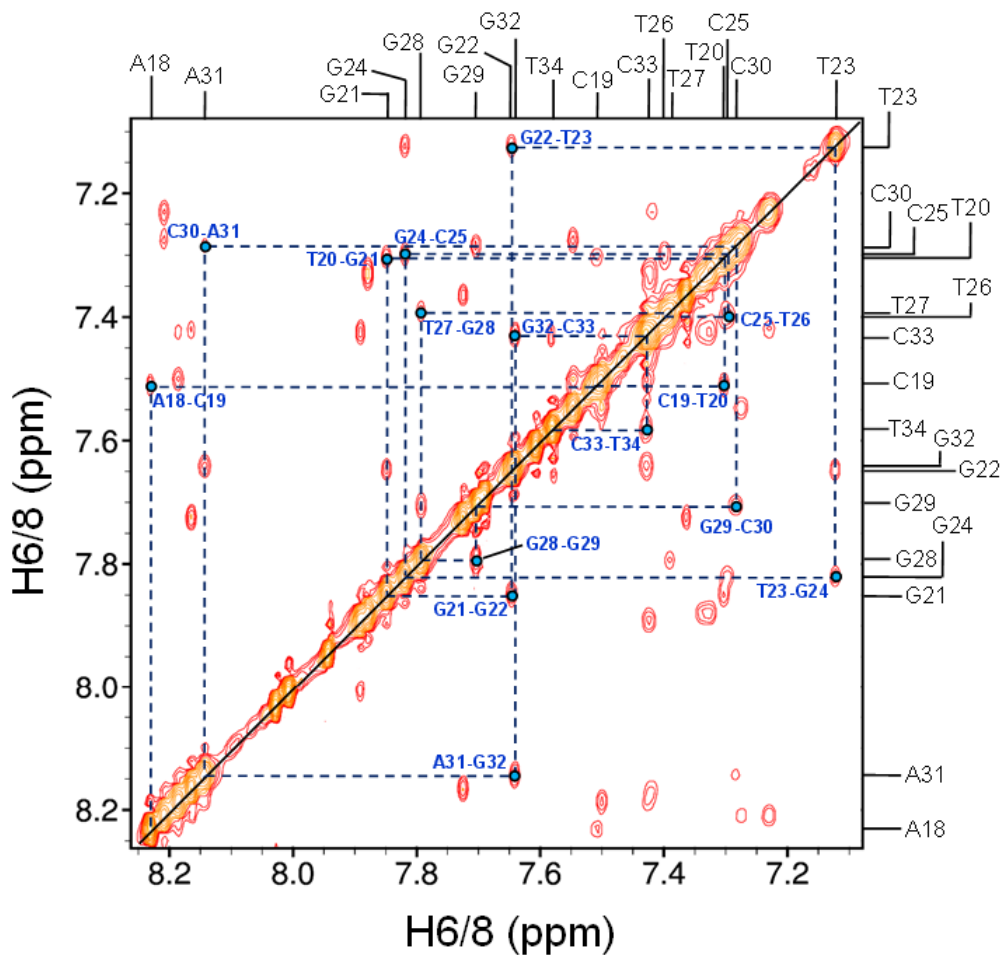 G32
T26
C25
G28
G22
T20
A18
G24
T34
C33
C30
T23
A31
G21
G29
C19
T27
T23
G22-T23
7.2
C30
C25
T20
C30-A31
G24-C25
T20-G21
T26
7.4
T27-G28
G32-C33
C25-T26
T27
C33
A18-C19
C19-T20
C19
C33-T34
T34
7.6
G32
G22
G29-C30
G29
G28-G29
G24
7.8
T23-G24
G28
G21-G22
G21
8.0
A31-G32
A31
8.2
A18
8.2
8.0
7.8
7.6
7.4
7.2
H6/8 (ppm)
H6/8 (ppm)